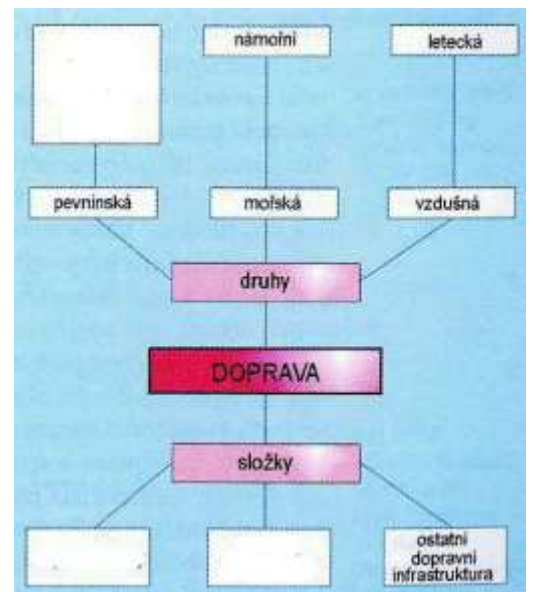 námořní
letecká
pevninská
mořská
vzdušná
druhy
DOPRAVA
složky
ostatní
dopravní
infrastruktura